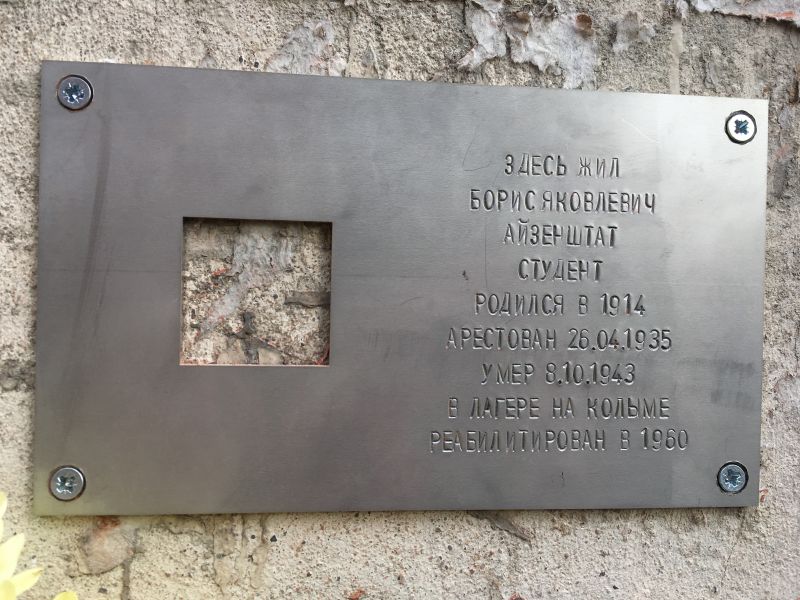 ЗДЕСЬ ЖИЛ
БОРИС ЯКОВЛЕВИЧ
АЙЗЕРШТАТ
СТУДЕНТ
РОДИЛСЯ В 1914
АРЕСТОВАН 26.04.1935
УМЕР 8.10.1943
В ЛАГЕРЕ НА КОЛЫМЕ
РЕАБИЛИТИРОВАН В 1960